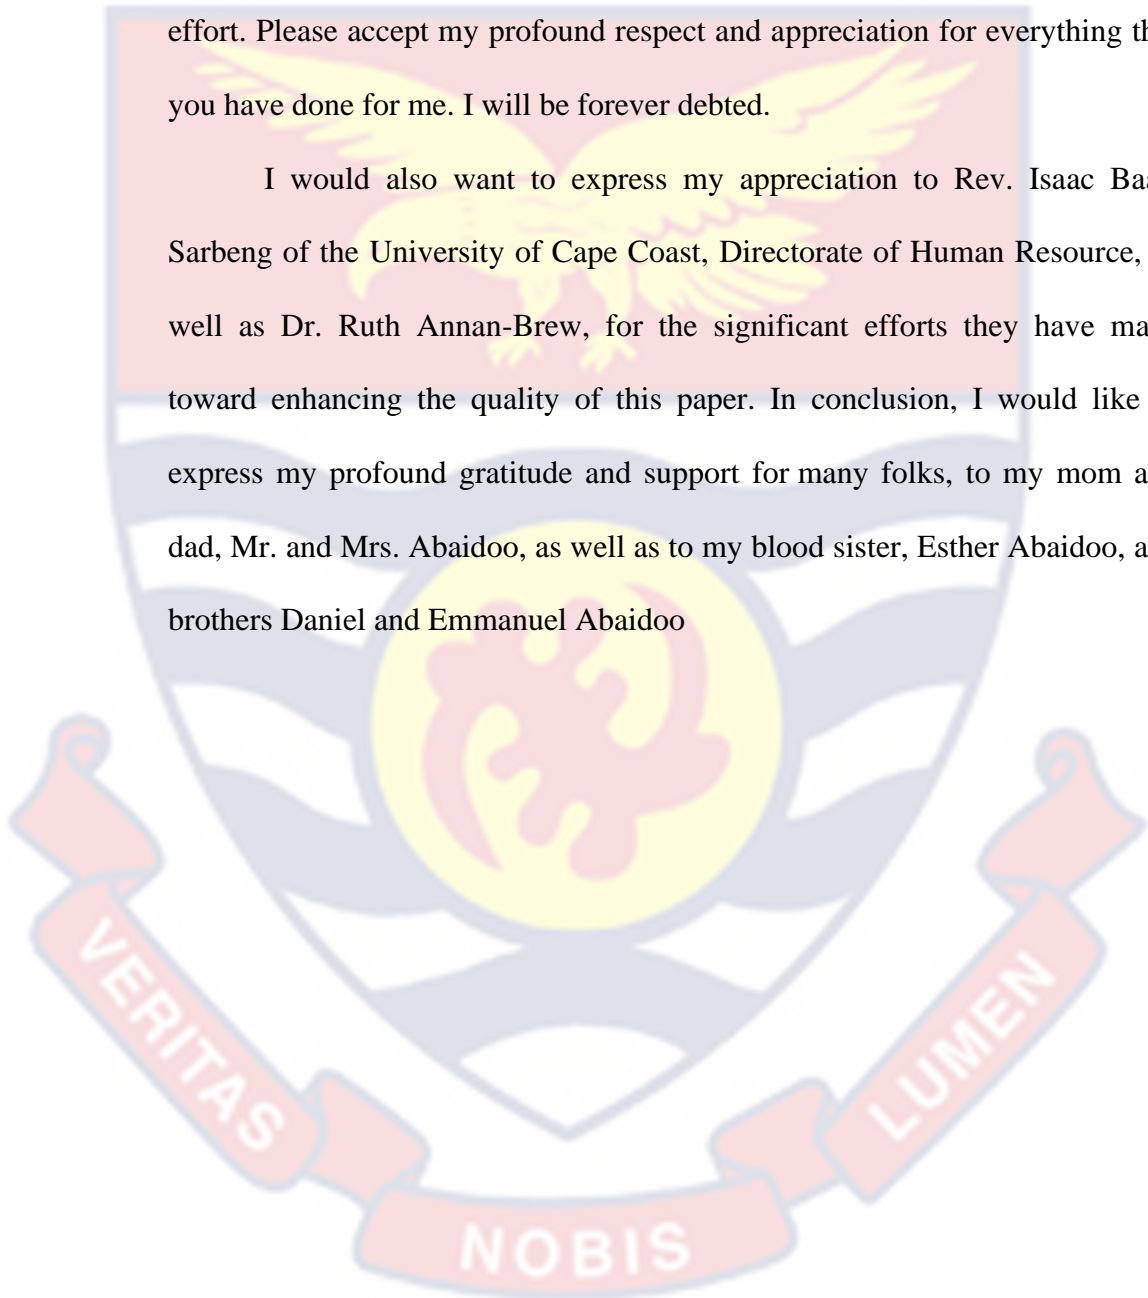 effort. Please accept my profound respect and appreciation for everything th
you have done for me. I will be forever debted.
I would also want to express my appreciation to Rev. Isaac Baa
Sarbeng of the University of Cape Coast, Directorate of Human Resource,
well as Dr. Ruth Annan-Brew, for the significant efforts they have ma
toward enhancing the quality of this paper. In conclusion, I would like
express my profound gratitude and support for many folks, to my mom a
dad, Mr. and Mrs. Abaidoo, as well as to my blood sister, Esther Abaidoo, a
brothers Daniel and Emmanuel Abaidoo
VERITAS
NOBIS
LUMEN